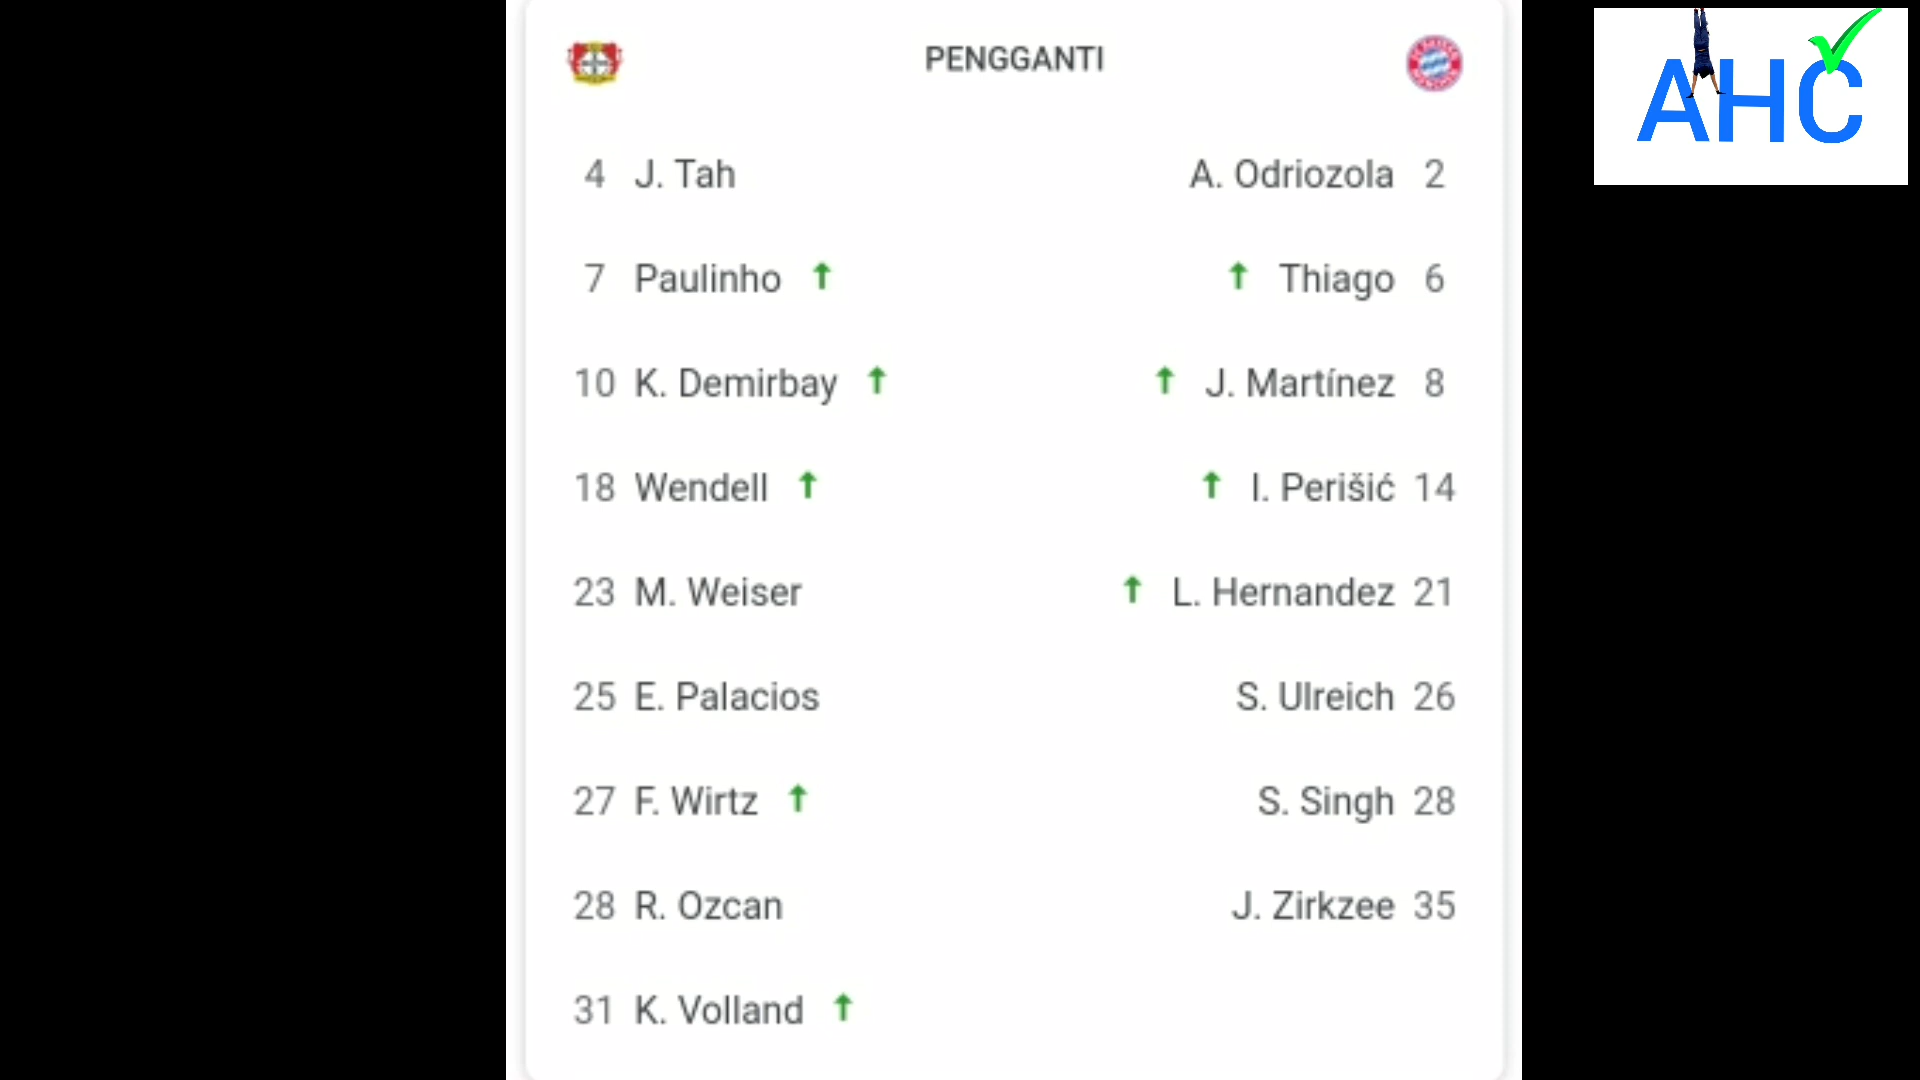 PENGGANTI
AHC
4 J. Tah A. Odriozola 2
7 Paulinho Thiago 6
10 K. Demirbay J. Martínez 8
18 Wendell I. Perišić 14
23 M. Weiser L. Hernandez 21
25 E. Palacios S. Ulreich 26
27 F. Wirtz S. Singh 28
28 R. Ozcan J. Zirkzee 35
31 K. Volland